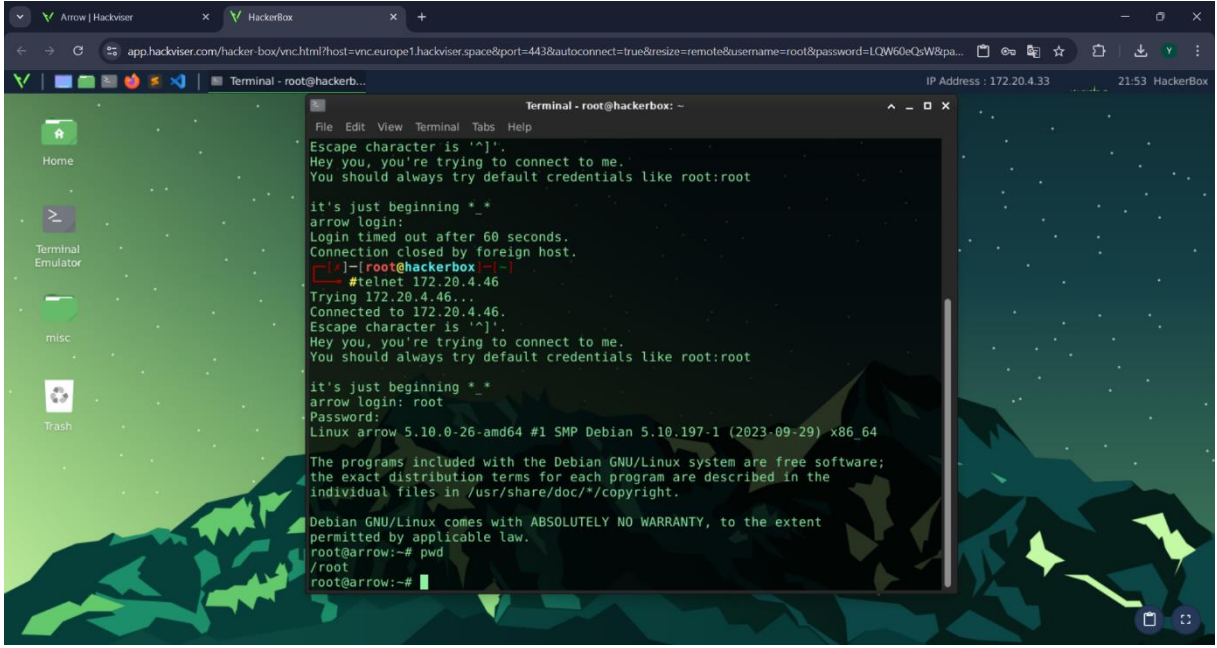 Arrow | Hackviser
HackerBox
app.hackviser.com/hacker-box/vnc.html?host=vnc.europe1.hackviser.space&port=443&autoconnect=true&resize=remote&username=root&password=LQW60eQsW&pa...
Terminal - root@hackerb...
IP Address : 172.20.4.33
21:53 HackerBox
Home
Terminal
Emulator
misc
Trash
Terminal - root@hackerbox: ~
File Edit View Terminal Tabs Help
Escape character is '^]'.
Hey you, you're trying to connect to me.
You should always try default credentials like root:root
it's just beginning *_*
arrow login:
Login timed out after 60 seconds.
Connection closed by foreign host.
[✗]─[root@hackerbox]─[~]
#telnet 172.20.4.46
Trying 172.20.4.46...
Connected to 172.20.4.46.
Escape character is '^]'.
Hey you, you're trying to connect to me.
You should always try default credentials like root:root
it's just beginning *_*
arrow login: root
Password:
Linux arrow 5.10.0-26-amd64 #1 SMP Debian 5.10.197-1 (2023-09-29) x86_64
The programs included with the Debian GNU/Linux system are free software;
the exact distribution terms for each program are described in the
individual files in /usr/share/doc/*/copyright.
Debian GNU/Linux comes with ABSOLUTELY NO WARRANTY, to the extent
permitted by applicable law.
root@arrow:~# pwd
/root
root@arrow:~#